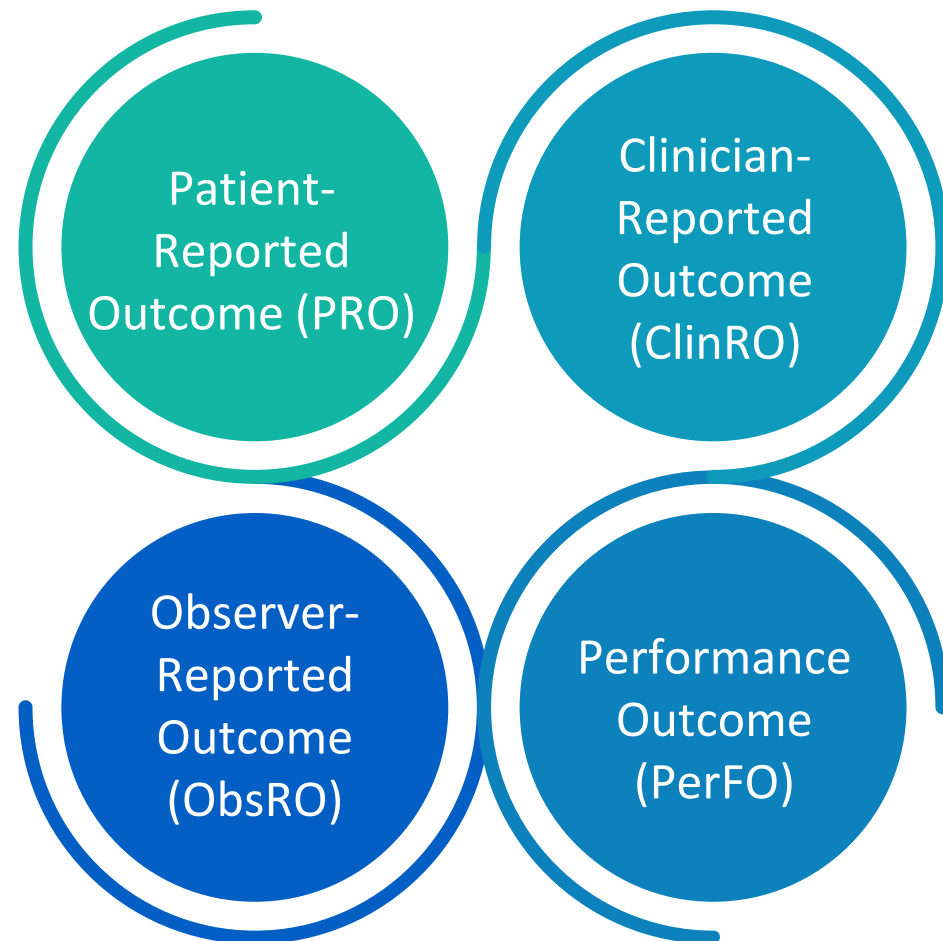 Patient-
Reported
Outcome (PRO)
Clinician-
Reported
Outcome
(ClinRO)
Observer-
Reported
Outcome
(ObsRO)
Performance
Outcome
(PerFO)